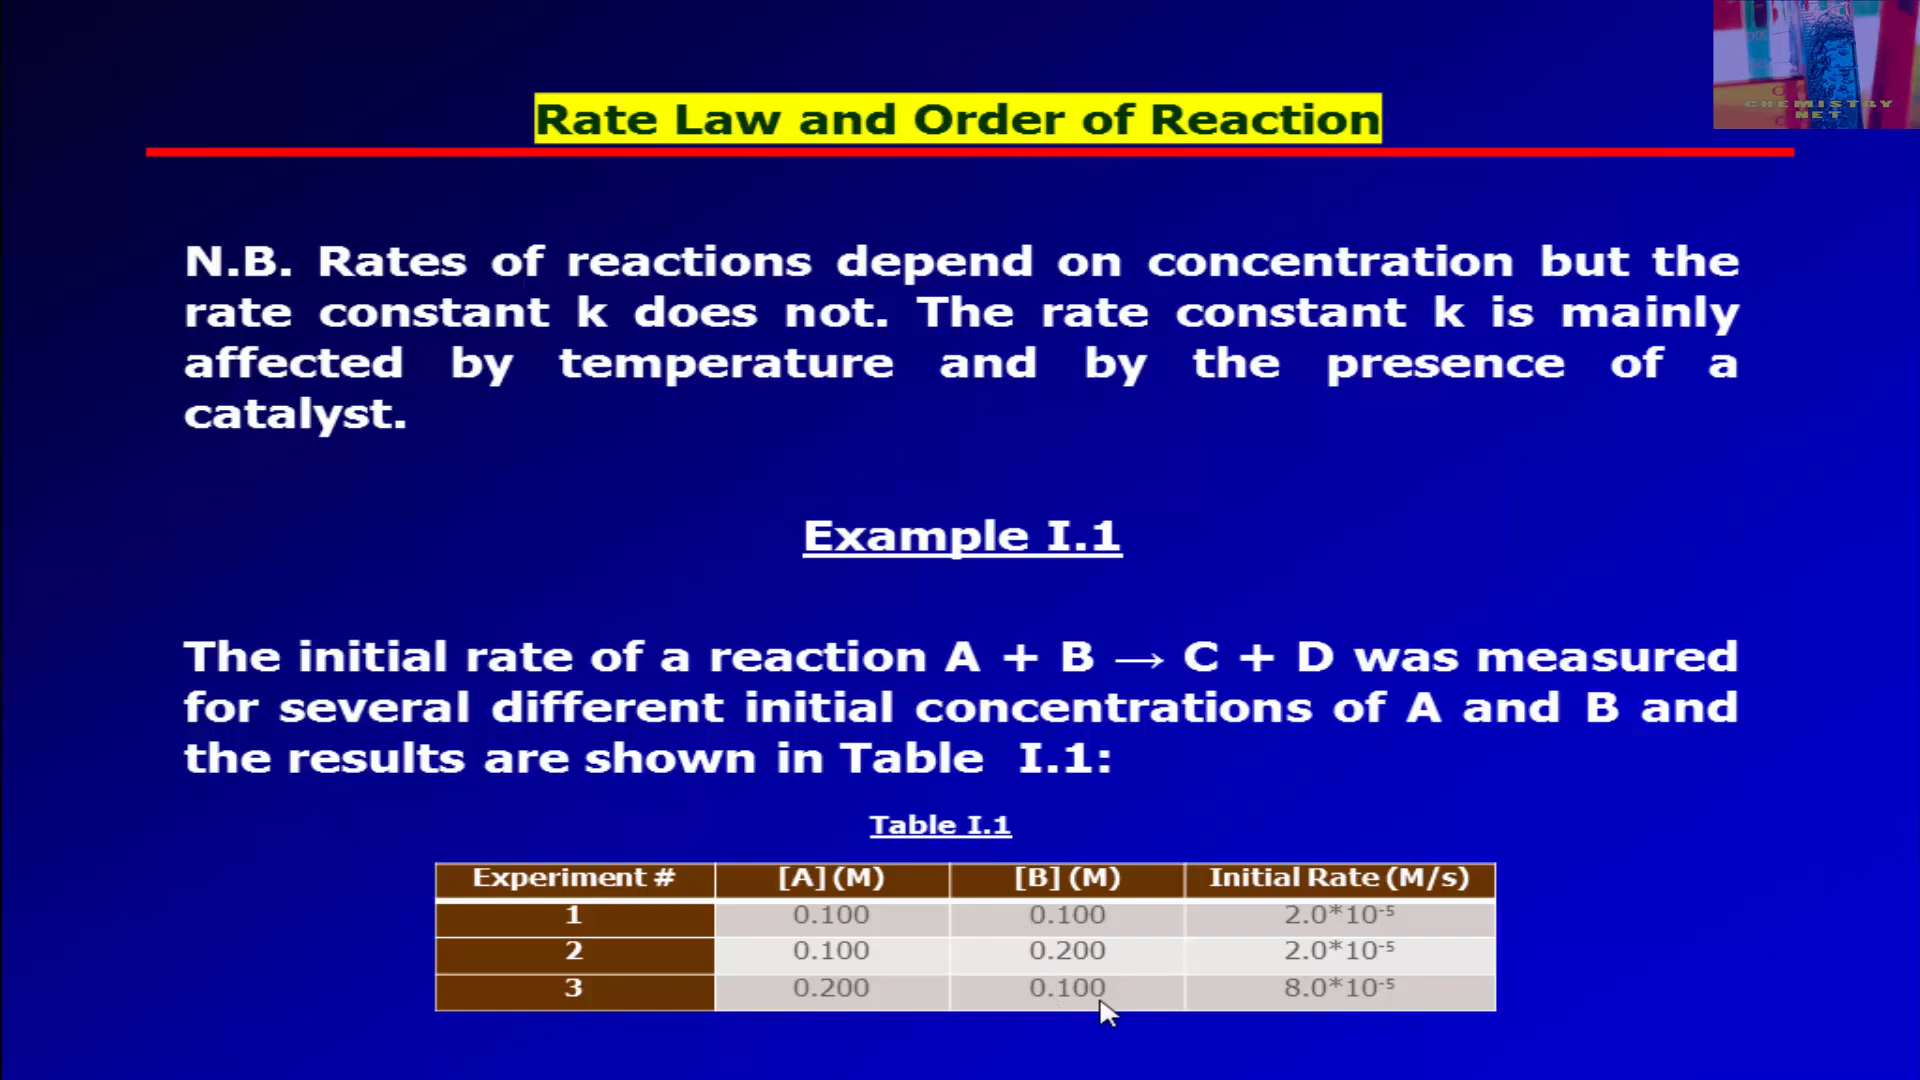 CHEMISTRY
NET
Rate Law and Order of Reaction
N.B. Rates of reactions depend on concentration but the
rate constant k does not. The rate constant k is mainly
affected by temperature and by the presence of a
catalyst.
Example I.1
The initial rate of a reaction A + B → C + D was measured
for several different initial concentrations of A and B and
the results are shown in Table I.1:
Table I.1
Experiment # [A] (M) [B] (M) Initial Rate (M/s)
1 0.100 0.100 2.0*10⁻⁵
2 0.100 0.200 2.0*10⁻⁵
3 0.200 0.100 8.0*10⁻⁵